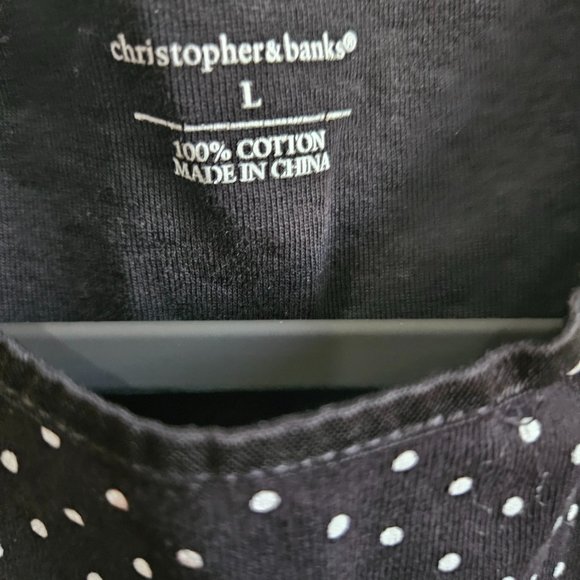 christopher&banks®
L
100% COTTON
MADE IN CHINA